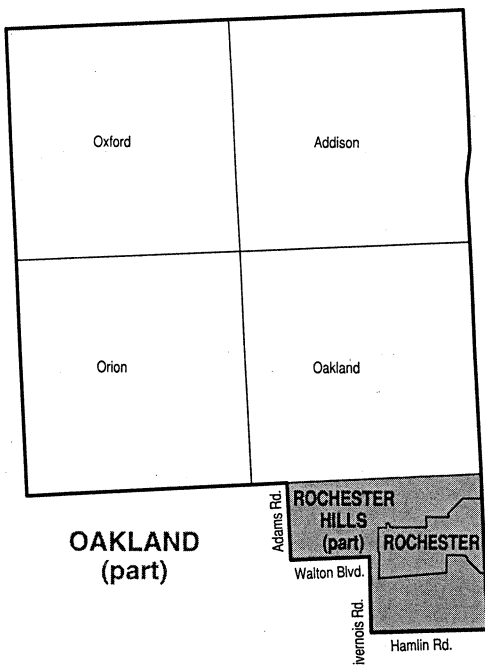 Oxford
Addison
Orion
Oakland
OAKLAND
(part)
Adams Rd.
ROCHESTER
HILLS
(part)
ROCHESTER
Walton Blvd.
ivernois Rd.
Hamlin Rd.